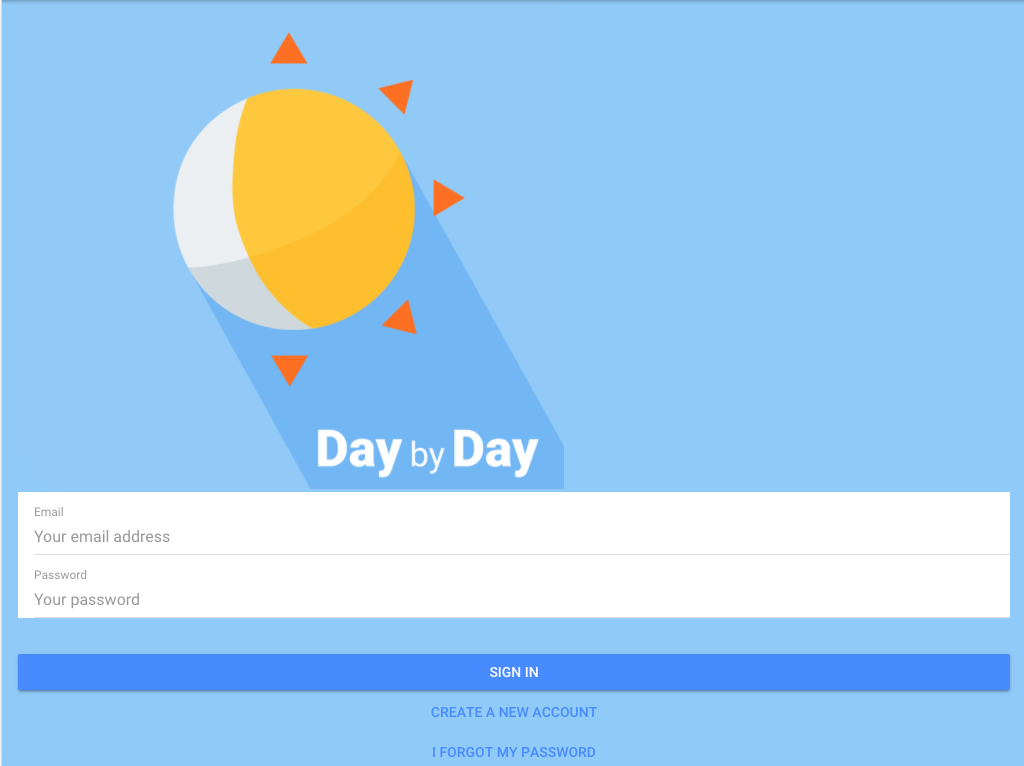 Day by Day
Email
Your email address
Password
Your password
SIGN IN
CREATE A NEW ACCOUNT
I FORGOT MY PASSWORD